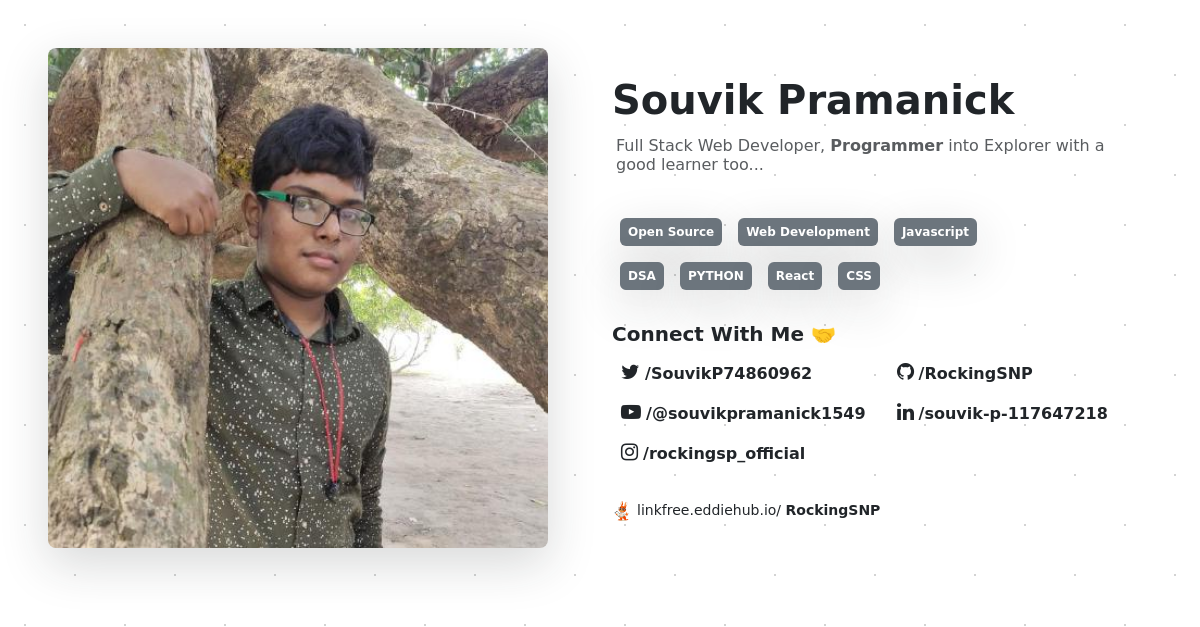 Souvik Pramanick
Full Stack Web Developer, Programmer into Explorer with a
good learner too...
Open Source Web Development Javascript
DSA PYTHON React CSS
Connect With Me 🤝
/SouvikP74860962 /RockingSNP
/@souvikpramanick1549 /souvik-p-117647218
/rockingsp_official
linkfree.eddiehub.io/ RockingSNP